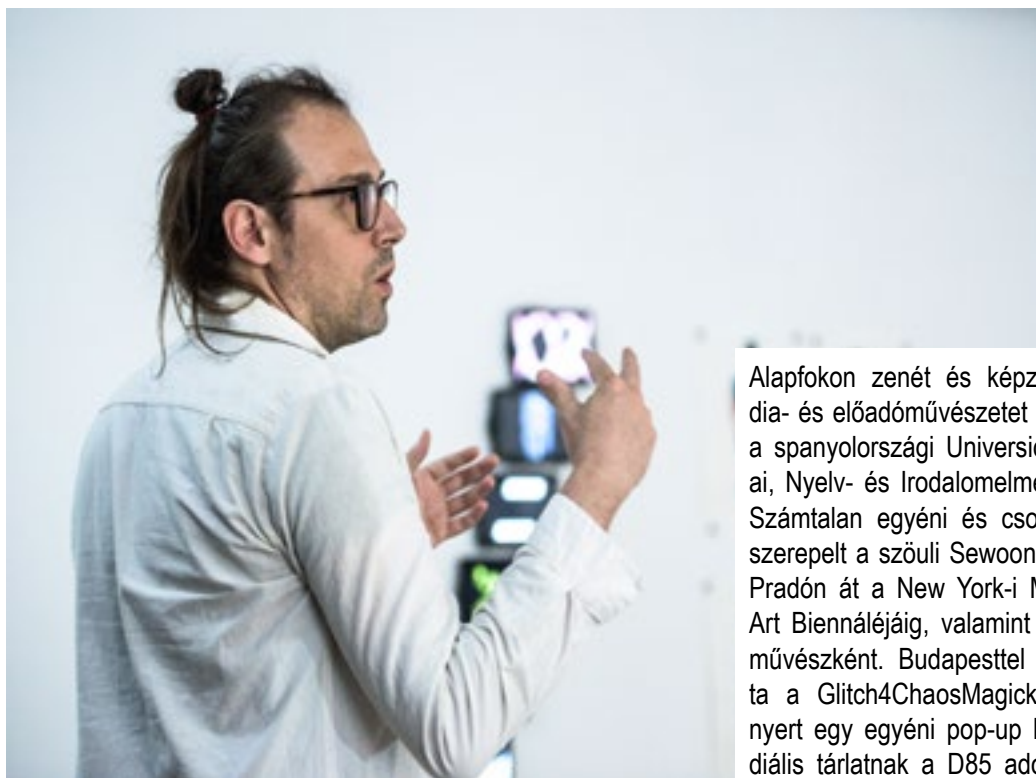 Alapfokon zenét és képz
dia- és előadóművészetet
a spanyolországi Universi
ai, Nyelv- és Irodalomelm
Számtalan egyéni és cso
szerepelt a szöuli Sewoon
Pradón át a New York-i
Art Biennáléjáig, valamint
művészként. Budapesttel
ta a Glitch4ChaosMagick
nyert egy egyéni pop-up
diális tárlatnak a D85 ad